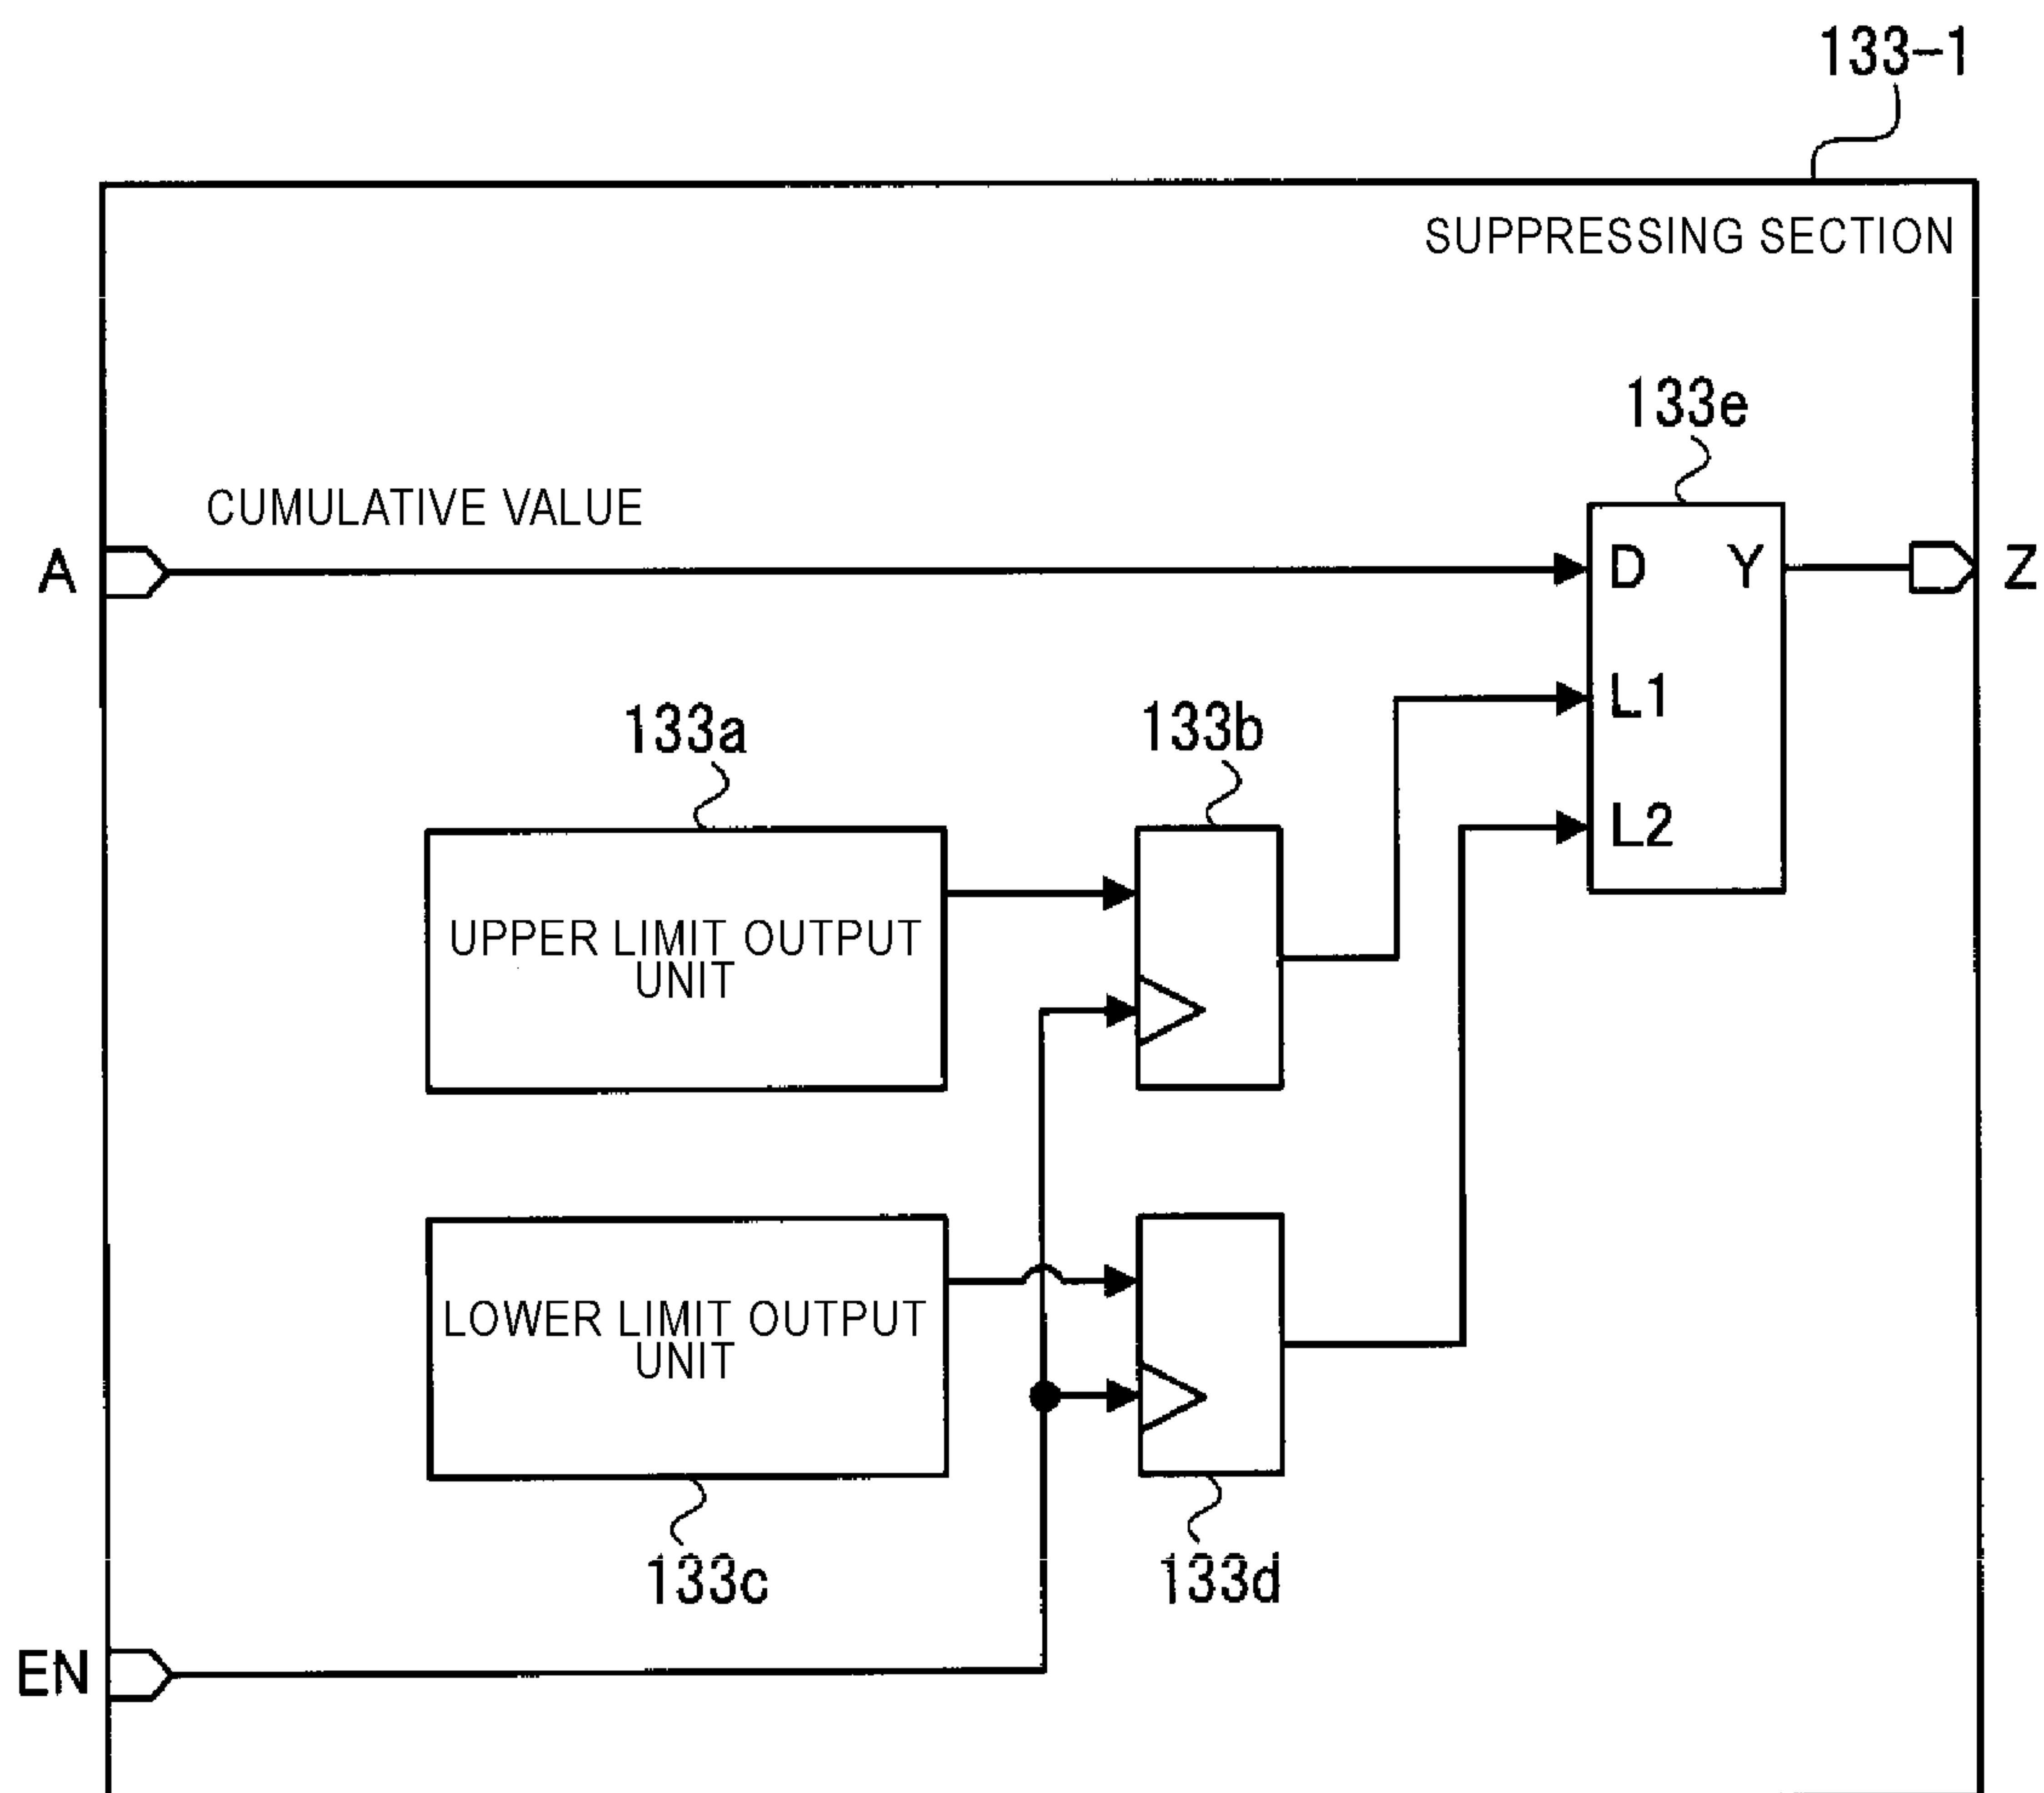 133-1
SUPPRESSING SECTION
133e
CUMULATIVE VALUE
A
D
Y
Z
L1
133a
133b
L2
UPPER LIMIT OUTPUT
UNIT
LOWER LIMIT OUTPUT
UNIT
133c
133d
EN